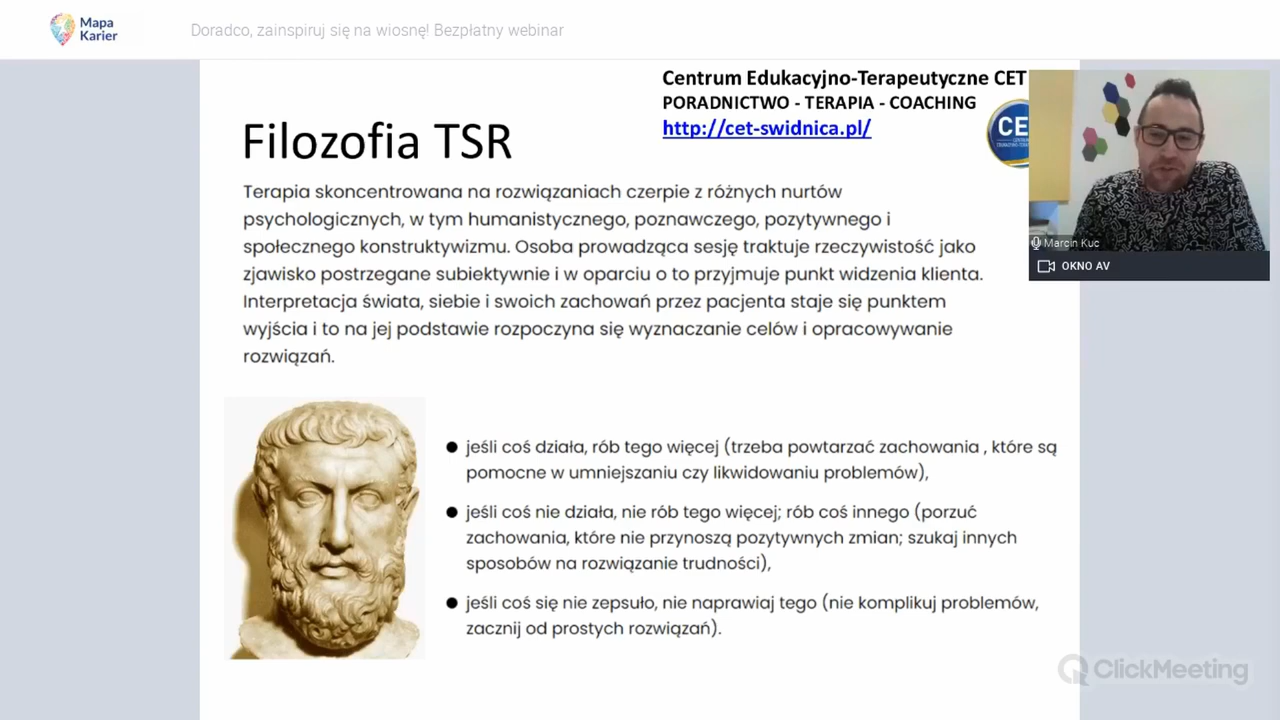 Mapa
Karier
Doradco, zainspiruj się na wiosnę! Bezpłatny webinar
Centrum Edukacyjno-Terapeutyczne CET
PORADNICTWO - TERAPIA - COACHING
http://cet-swidnica.pl/
CE
Filozofia TSR
Terapia skoncentrowana na rozwiązaniach czerpie z różnych nurtów
psychologicznych, w tym humanistycznego, poznawczego, pozytywnego i
społecznego konstruktywizmu. Osoba prowadząca sesję traktuje rzeczywistość jako
zjawisko postrzegane subiektywnie i w oparciu o to przyjmuje punkt widzenia klienta.
Interpretacja świata, siebie i swoich zachowań przez pacjenta staje się punktem
wyjścia i to na jej podstawie rozpoczyna się wyznaczanie celów i opracowywanie
rozwiązań.
Marcin Kuc
OKNO AV
jeśli coś działa, rób tego więcej (trzeba powtarzać zachowania , które są
pomocne w umniejszaniu czy likwidowaniu problemów),
jeśli coś nie działa, nie rób tego więcej; rób coś innego (porzuć
zachowania, które nie przynoszą pozytywnych zmian; szukaj innych
sposobów na rozwiązanie trudności),
jeśli coś się nie zepsuło, nie naprawiaj tego (nie komplikuj problemów,
zacznij od prostych rozwiązań).
ClickMeeting